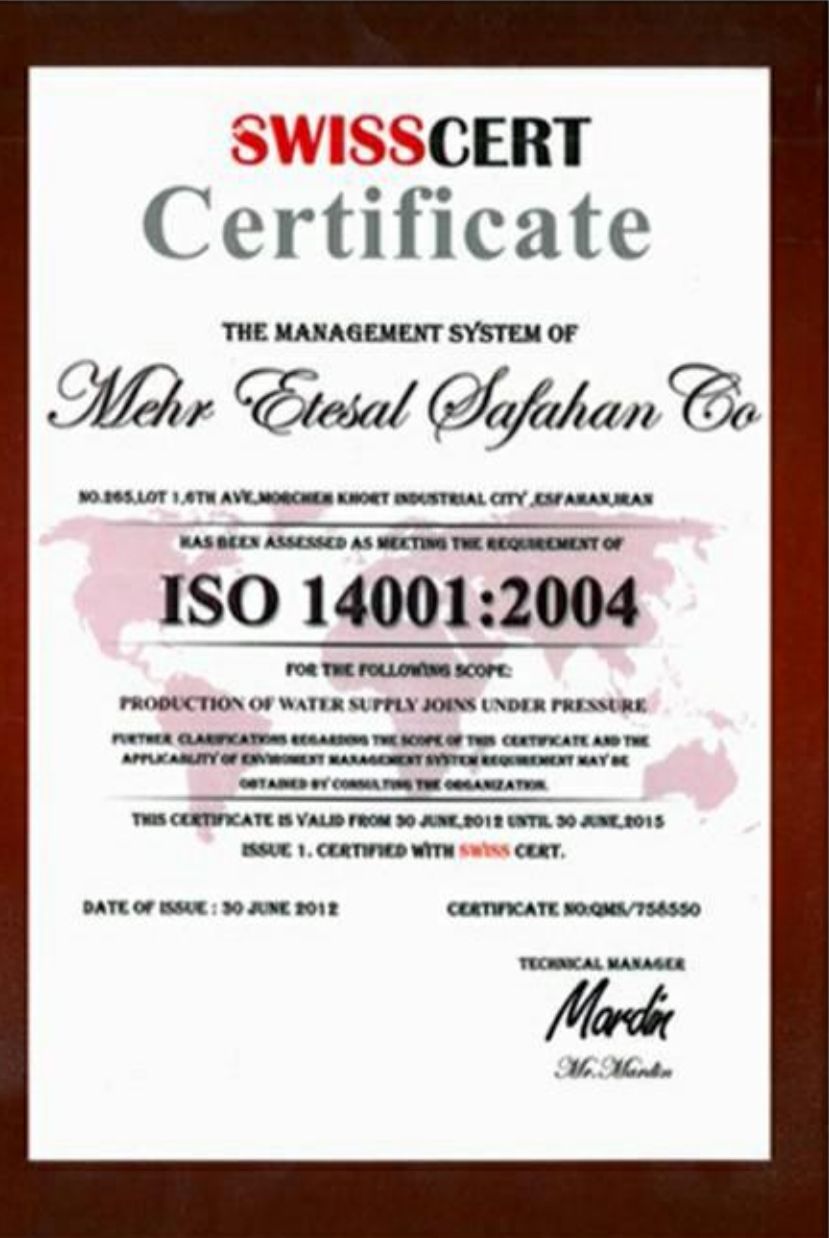 SWISSCERT
Certificate
THE MANAGEMENT SYSTEM OF
Mehr Etesal Safahan Co
NO.265,LOT 1,6TH AVE,MORCHEH KHORT INDUSTRIAL CITY ,ESFAHAN,IRAN
HAS BEEN ASSESSED AS MEETING THE REQUIREMENT OF
ISO 14001:2004
FOR THE FOLLOWING SCOPE:
PRODUCTION OF WATER SUPPLY JOINS UNDER PRESSURE
FURTHER CLARIFICATIONS REGARDING THE SCOPE OF THIS CERTIFICATE AND THE
APPLICABLITY OF ENVIROMENT MANAGEMENT SYSTEM REQUIREMENT MAY BE
OBTAINED BY CONSULTING THE ORGANIZATION.
THIS CERTIFICATE IS VALID FROM 30 JUNE,2012 UNTIL 30 JUNE,2015
ISSUE 1. CERTIFIED WITH SWISS CERT.
DATE OF ISSUE : 30 JUNE 2012
CERTIFICATE NO:QMS/758550
TECHNICAL MANAGER
Mardin
Mr.Mardin